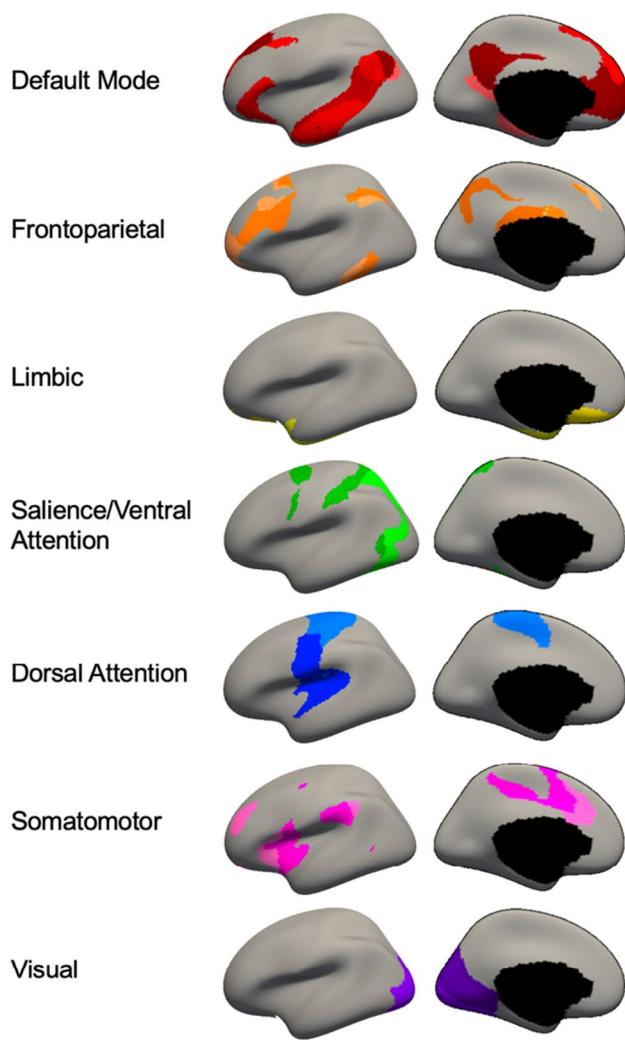 Default Mode
Frontoparietal
Limbic
Salience/Ventral
Attention
Dorsal Attention
Somatomotor
Visual